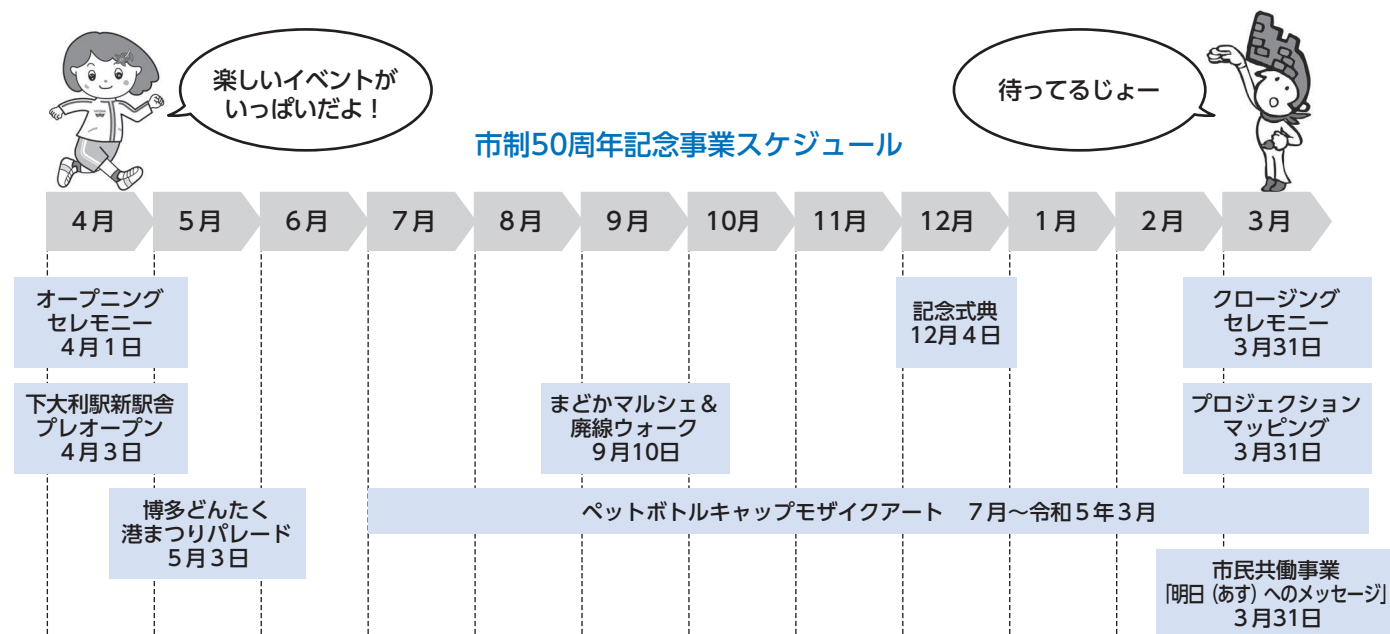 楽しいイベントが
いっぱいだよ！
待ってるじょー
市制50周年記念事業スケジュール
4月
5月
6月
7月
8月
9月
10月
11月
12月
1月
2月
3月
オープニング
セレモニー
4月1日
記念式典
12月4日
クロージング
セレモニー
3月31日
下大利駅新駅舎
プレオープン
4月3日
まどかマルシェ＆
廃線ウォーク
9月10日
プロジェクション
マッピング
3月31日
博多どんたく
港まつりパレード
5月3日
ペットボトルキャップモザイクアート　7月～令和5年3月
市民共働事業
「明日（あす）へのメッセージ」
3月31日